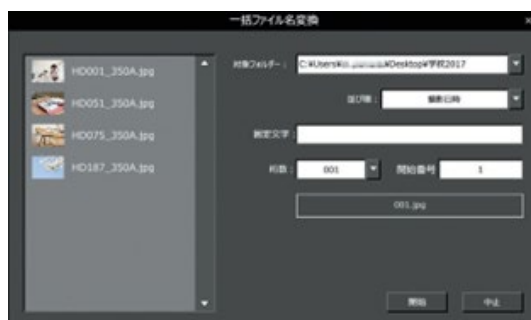 一括ファイル名変換
HD001_350A.jpg
HD051_350A.jpg
HD075_350A.jpg
HD187_350A.jpg
対象フォルダー：
C:¥Users¥ ¥Desktop¥学校2017
並び順：
撮影日時
固定文字：
桁数：
001
開始番号
1
001.jpg
開始
中止